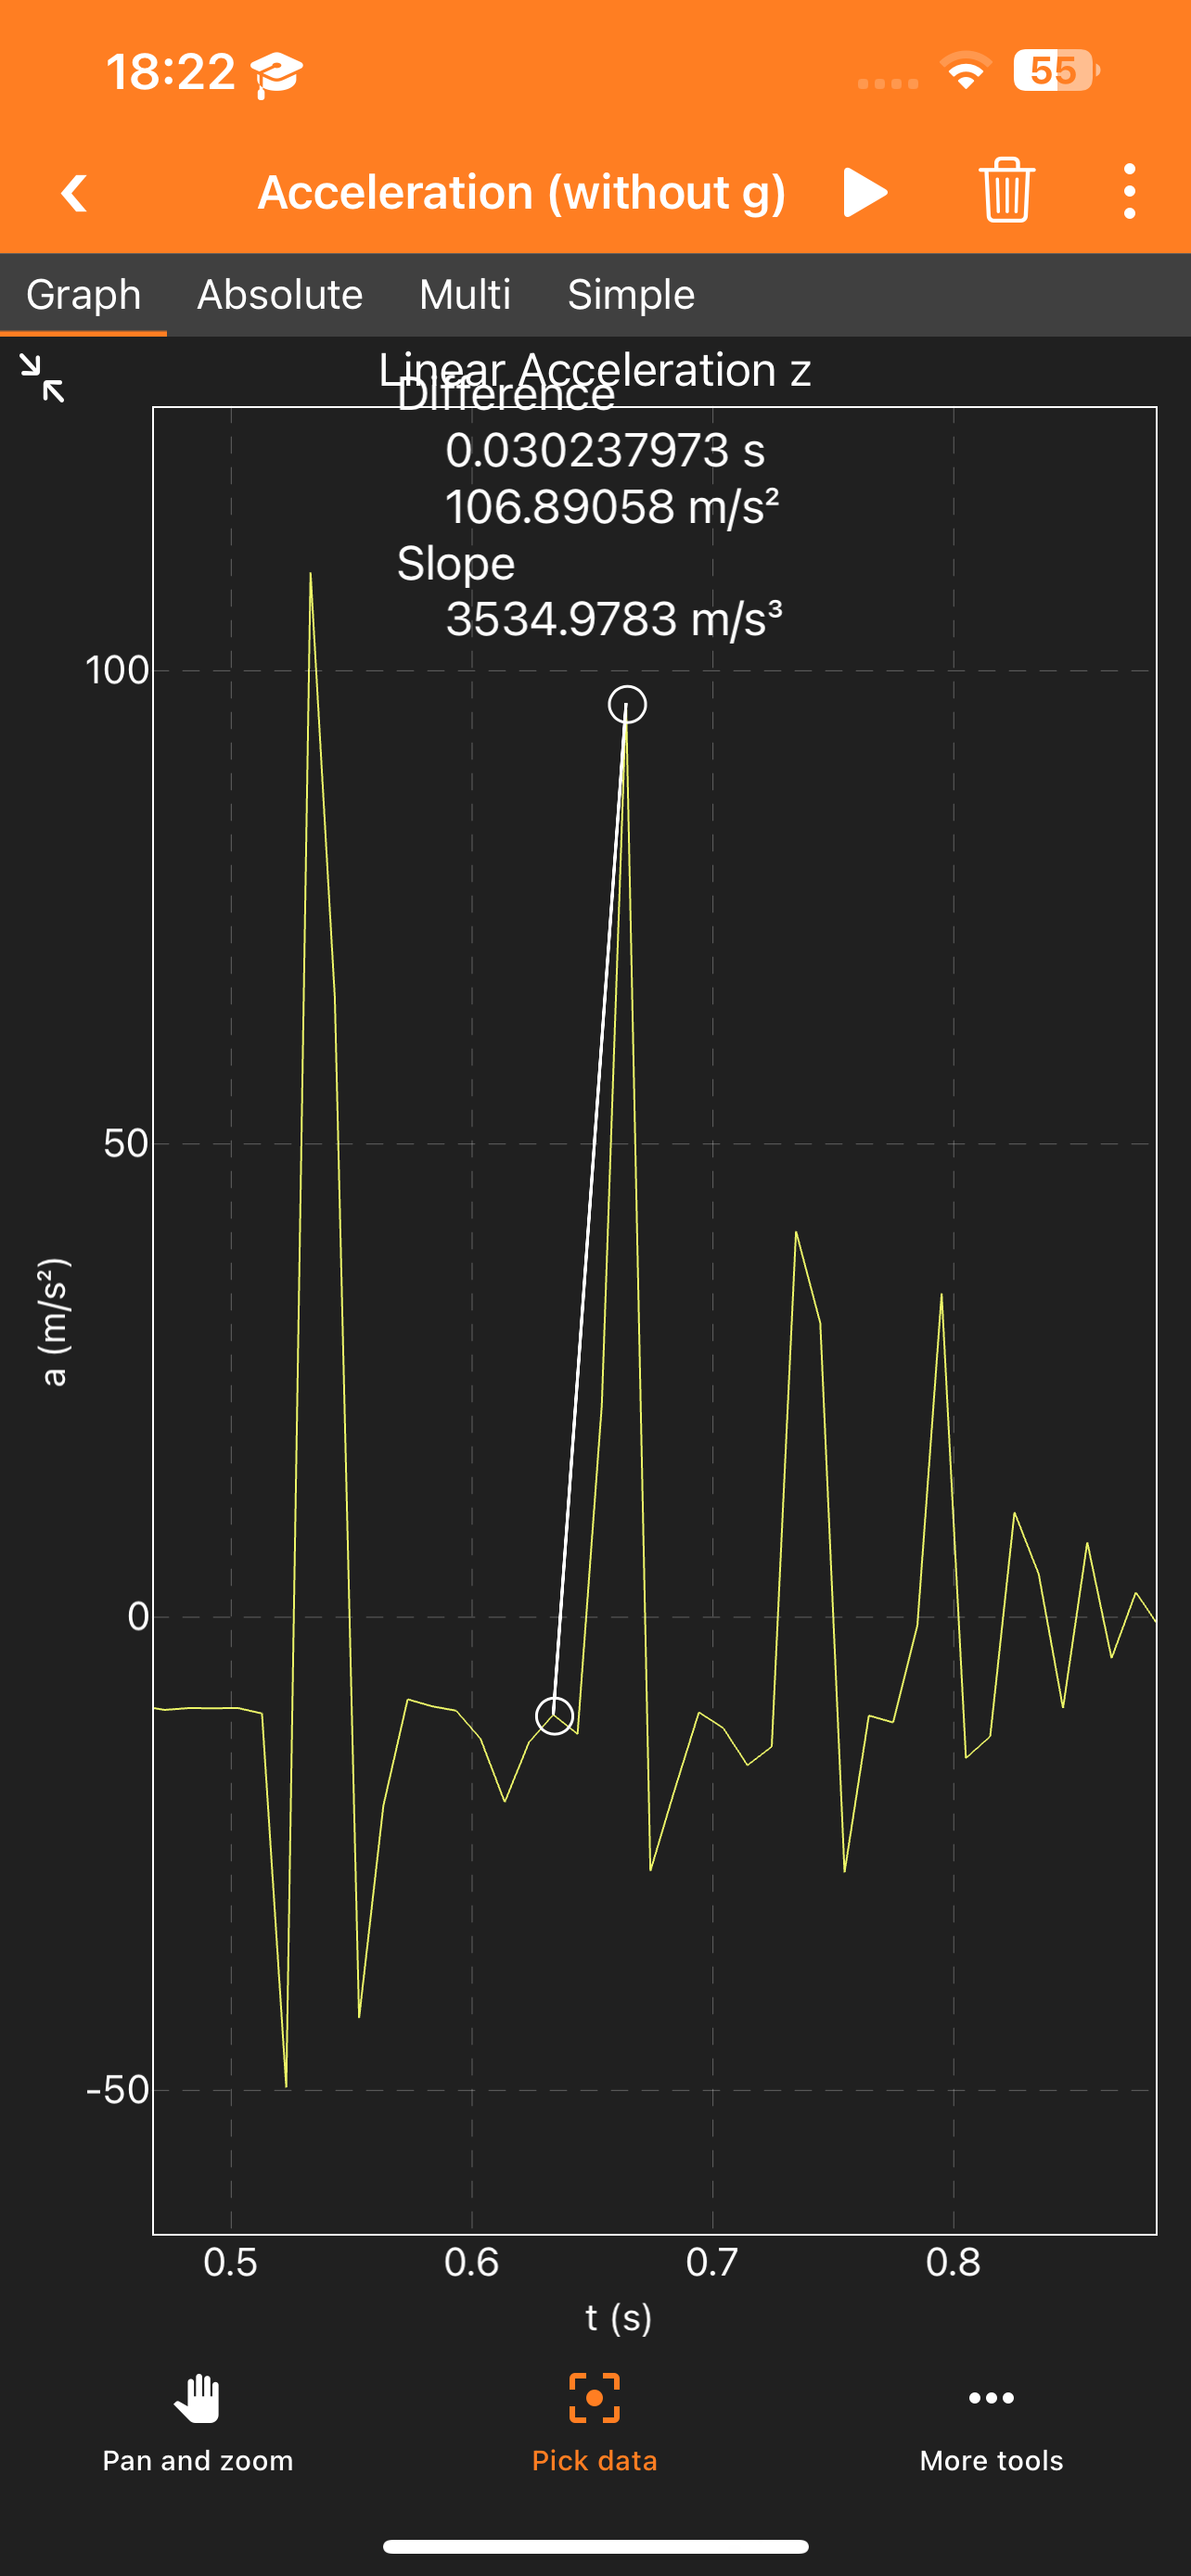 18:22
55
Acceleration (without g)
Graph Absolute Multi Simple
Linear Acceleration z
Difference
0.030237973 s
106.89058 m/s²
Slope
3534.9783 m/s³
100
50
0
-50
a (m/s²)
0.5 0.6 0.7 0.8
t (s)
Pan and zoom Pick data More tools